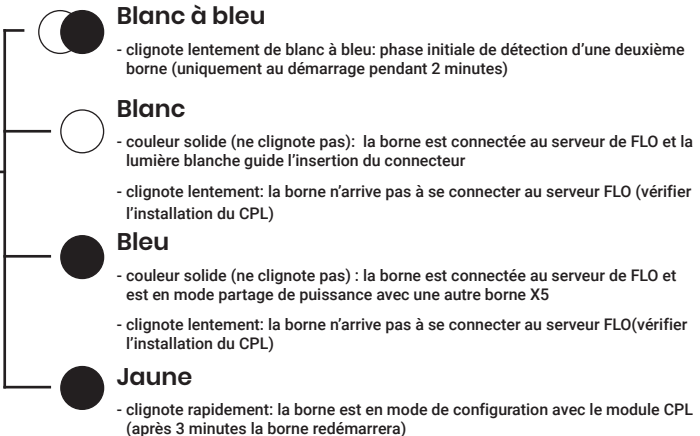 Blanc à bleu
- clignote lentement de blanc à bleu: phase initiale de détection d'une deuxième
borne (uniquement au démarrage pendant 2 minutes)
Blanc
- couleur solide (ne clignote pas): la borne est connectée au serveur de FLO et la
lumière blanche guide l'insertion du connecteur
- clignote lentement: la borne n'arrive pas à se connecter au serveur FLO (vérifier
l'installation du CPL)
Bleu
- couleur solide (ne clignote pas) : la borne est connectée au serveur de FLO et
est en mode partage de puissance avec une autre borne X5
- clignote lentement: la borne n'arrive pas à se connecter au serveur FLO(vérifier
l'installation du CPL)
Jaune
- clignote rapidement: la borne est en mode de configuration avec le module CPL
(après 3 minutes la borne redémarrera)